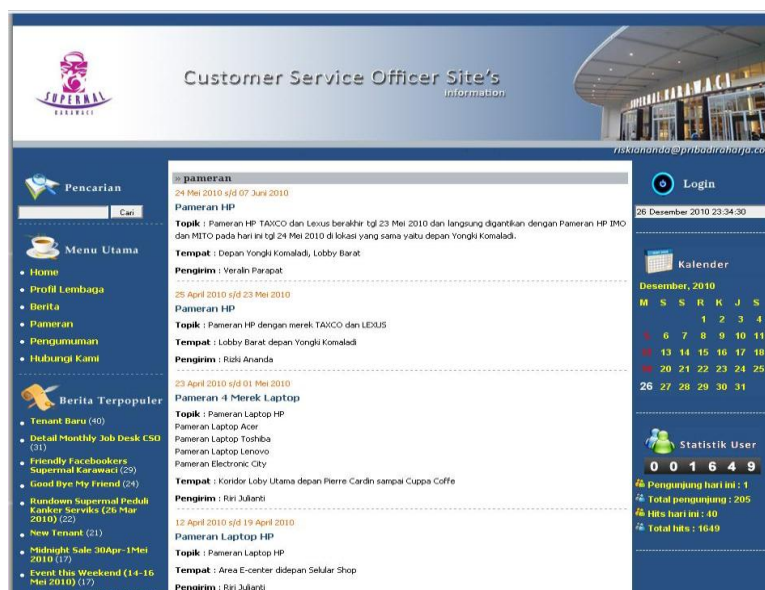 SUPERMAL
KARAWACI
Customer Service Officer Site's
information
SUPERMAL KARAWACI
riskiananda@pribadiraharja.co
Pencarian
Cari
Menu Utama
Home
Profil Lembaga
Berita
Pameran
Pengumuman
Hubungi Kami
Berita Terpopuler
Tenant Baru (40)
Detail Monthly Job Desk CSO
(31)
Friendly Facebookers
Supermal Karawaci (29)
Good Bye My Friend (24)
Rundown Supermal Peduli
Kanker Serviks (26 Mar
2010) (22)
New Tenant (21)
Midnight Sale 30Apr-1Mei
2010 (17)
Event this Weekend (14-16
Mei 2010) (17)
» pameran
24 Mei 2010 s/d 07 Juni 2010
Pameran HP
Topik : Pameran HP TAXCO dan Lexus berakhir tgl 23 Mei 2010 dan langsung digantikan dengan Pameran HP IMO
dan MITO pada hari ini tgl 24 Mei 2010 di lokasi yang sama yaitu depan Yongki Komaladi.
Tempat : Depan Yongki Komaladi, Lobby Barat
Pengirim : Veralin Parapat
25 April 2010 s/d 23 Mei 2010
Pameran HP
Topik : Pameran HP dengan merek TAXCO dan LEXUS
Tempat : Lobby Barat depan Yongki Komaladi
Pengirim : Rizki Ananda
23 April 2010 s/d 01 Mei 2010
Pameran 4 Merek Laptop
Topik : Pameran Laptop HP
Pameran Laptop Acer
Pameran Laptop Toshiba
Pameran Laptop Lenovo
Pameran Electronic City
Tempat : Koridor Loby Utama depan Pierre Cardin sampai Cuppa Coffe
Pengirim : Riri Julianti
12 April 2010 s/d 19 April 2010
Pameran Laptop HP
Topik : Pameran Laptop HP
Tempat : Area E-center didepan Selular Shop
Pengirim : Riri Julianti
Login
26 Desember 2010 23:34:30
Kalender
Desember, 2010
M S S R K J S
1 2 3 4
5 6 7 8 9 10 11
12 13 14 15 16 17 18
19 20 21 22 23 24 25
26 27 28 29 30 31
Statistik User
0 0 1 6 4 9
Pengunjung hari ini : 1
Total pengunjung : 205
Hits hari ini : 40
Total hits : 1649